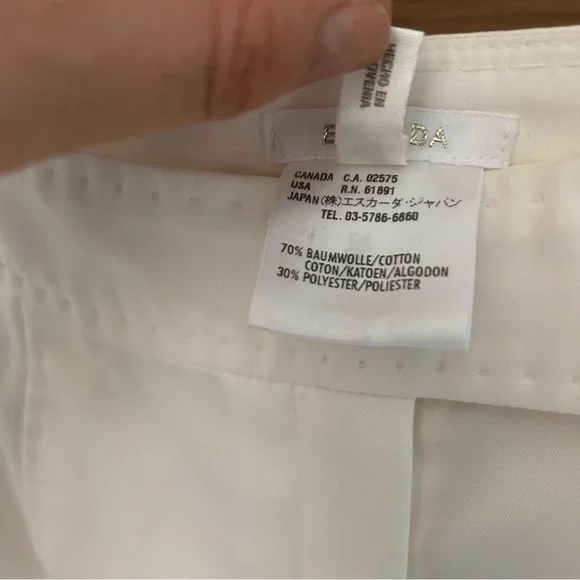 HECHO EN
E DA
CANADA C.A. 02575
USA R.N. 61891
JAPAN (株)エスカーダ・ジャパン
TEL. 03-5786-6860
70% BAUMWOLLE/COTTON
COTON/KATOEN/ALGODON
30% POLYESTER/POLIESTER